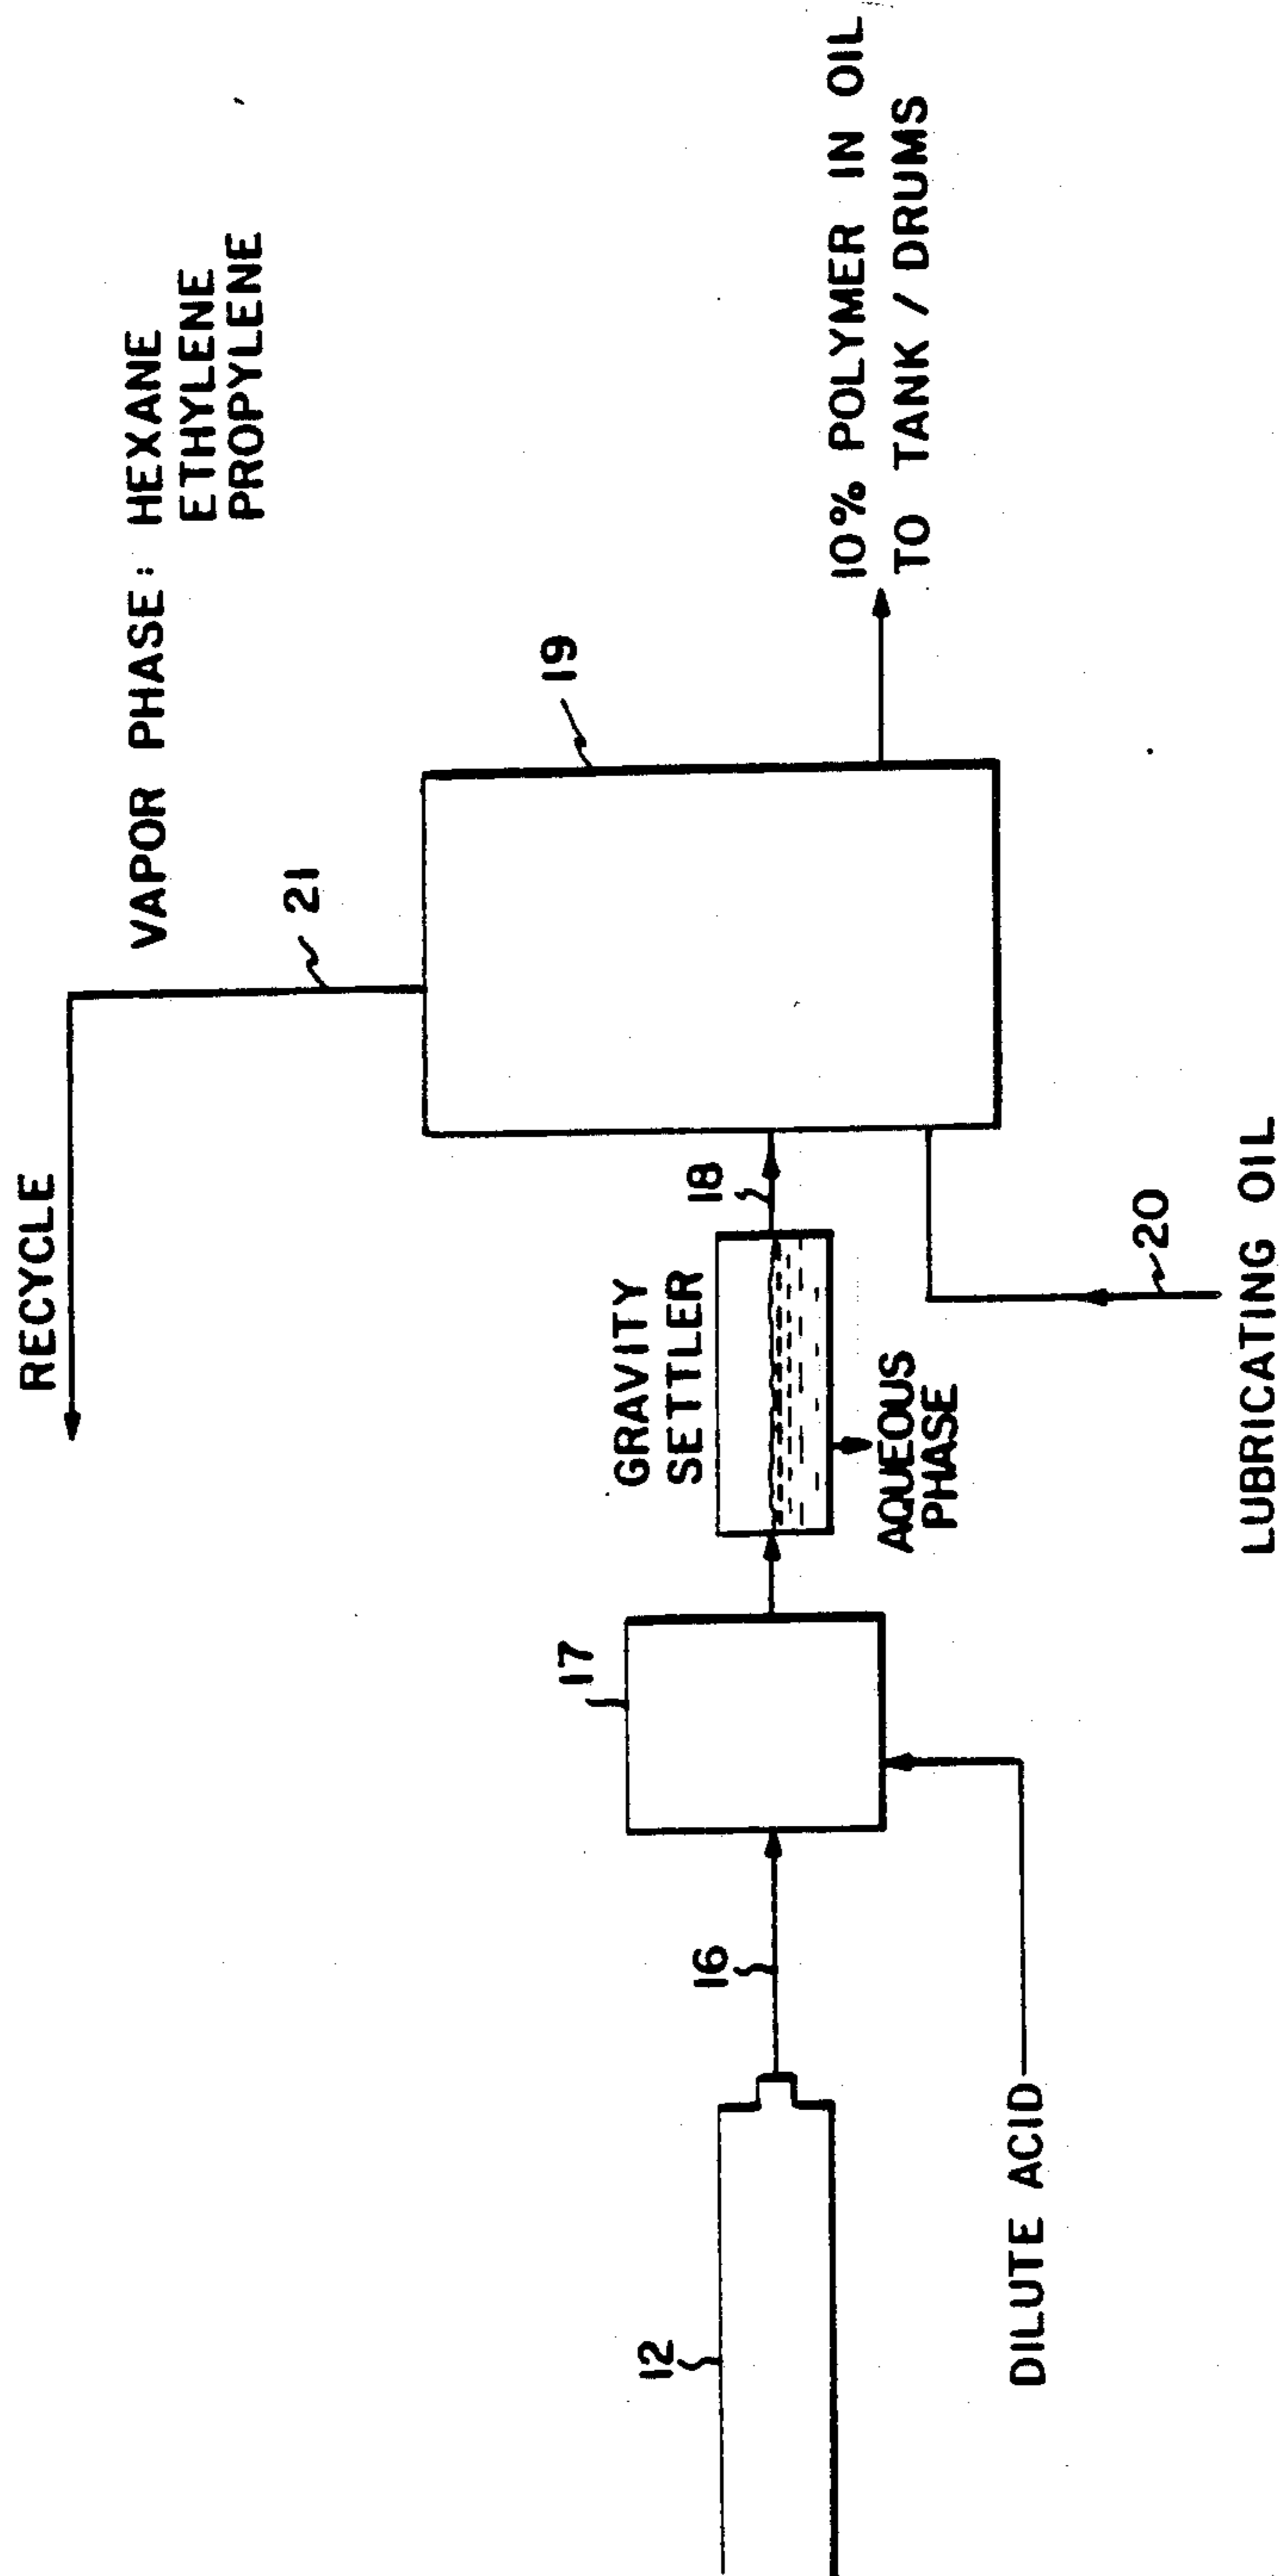 RECYCLE
VAPOR PHASE: HEXANE
ETHYLENE
PROPYLENE
21
19
10% POLYMER IN OIL
TO TANK / DRUMS
12
16
17
GRAVITY
SETTLER
18
AQUEOUS
PHASE
DILUTE ACID
20
LUBRICATING OIL